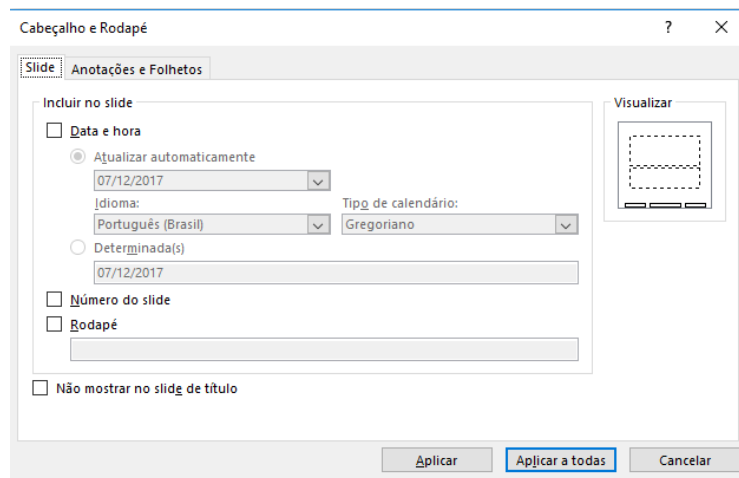 Cabeçalho e Rodapé ? X
Slide Anotações e Folhetos
Incluir no slide Visualizar
Data e hora
Atualizar automaticamente
07/12/2017
Idioma: Tipo de calendário:
Português (Brasil) Gregoriano
Determinada(s)
07/12/2017
Número do slide
Rodapé
Não mostrar no slide de título
Aplicar Aplicar a todas Cancelar